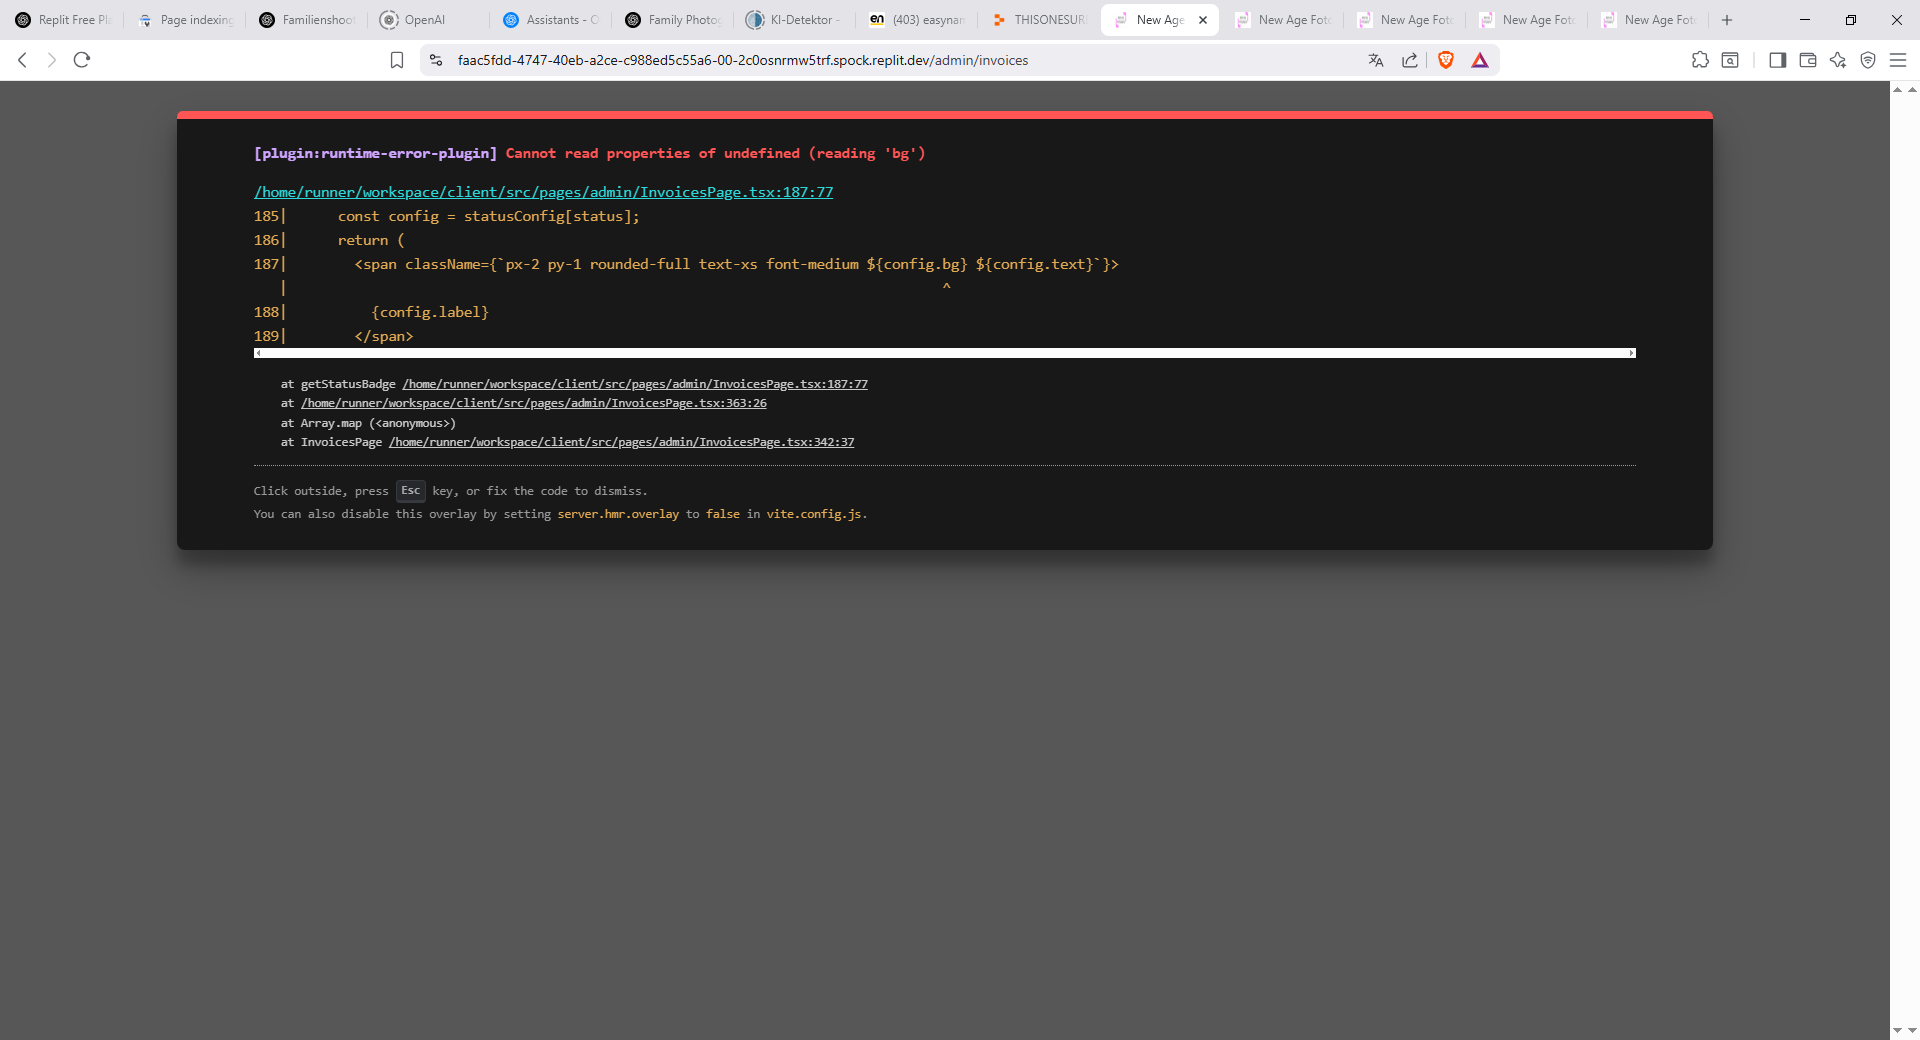 Replit Free Pl
Page indexing
Familienshoot
OpenAI
Assistants - O
Family Photog
KI-Detektor -
en (403) easynam
THISONESUR
New Age
New Age Foto
New Age Foto
New Age Foto
New Age Foto
faac5fdd-4747-40eb-a2ce-c988ed5c55a6-00-2c0osnrmw5trf.spock.replit.dev/admin/invoices
[plugin:runtime-error-plugin] Cannot read properties of undefined (reading 'bg')
/home/runner/workspace/client/src/pages/admin/InvoicesPage.tsx:187:77
185|      const config = statusConfig[status];
186|      return (
187|        <span className={`px-2 py-1 rounded-full text-xs font-medium ${config.bg} ${config.text}`}>
   |                                                                              ^
188|          {config.label}
189|        </span>
at getStatusBadge /home/runner/workspace/client/src/pages/admin/InvoicesPage.tsx:187:77
at /home/runner/workspace/client/src/pages/admin/InvoicesPage.tsx:363:26
at Array.map (<anonymous>)
at InvoicesPage /home/runner/workspace/client/src/pages/admin/InvoicesPage.tsx:342:37
Click outside, press Esc key, or fix the code to dismiss.
You can also disable this overlay by setting server.hmr.overlay to false in vite.config.js.